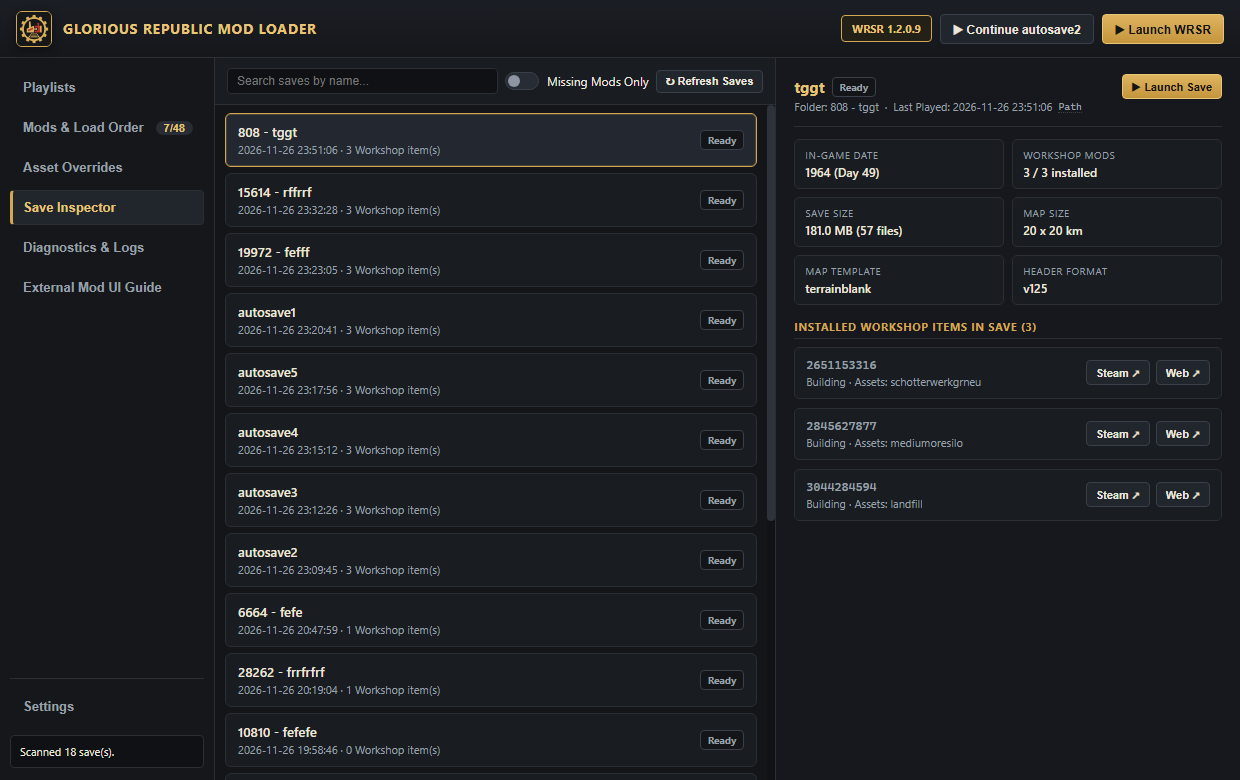 GLORIOUS REPUBLIC MOD LOADER
WRSR 1.2.0.9
▶ Continue autosave2
▶ Launch WRSR
Playlists
Mods & Load Order 7/48
Asset Overrides
Save Inspector
Diagnostics & Logs
External Mod UI Guide
Settings
Scanned 18 save(s).
Search saves by name...
Missing Mods Only
↻ Refresh Saves
808 - tggt
2026-11-26 23:51:06 · 3 Workshop item(s)
Ready
15614 - rffrrf
2026-11-26 23:32:28 · 3 Workshop item(s)
Ready
19972 - fefff
2026-11-26 23:23:05 · 3 Workshop item(s)
Ready
autosave1
2026-11-26 23:20:41 · 3 Workshop item(s)
Ready
autosave5
2026-11-26 23:17:56 · 3 Workshop item(s)
Ready
autosave4
2026-11-26 23:15:12 · 3 Workshop item(s)
Ready
autosave3
2026-11-26 23:12:26 · 3 Workshop item(s)
Ready
autosave2
2026-11-26 23:09:45 · 3 Workshop item(s)
Ready
6664 - fefe
2026-11-26 20:47:59 · 1 Workshop item(s)
Ready
28262 - frrfrfrf
2026-11-26 20:19:04 · 1 Workshop item(s)
Ready
10810 - fefefe
2026-11-26 19:58:46 · 0 Workshop item(s)
Ready
tggt Ready
▶ Launch Save
Folder: 808 - tggt · Last Played: 2026-11-26 23:51:06 Path
IN-GAME DATE
1964 (Day 49)
WORKSHOP MODS
3 / 3 installed
SAVE SIZE
181.0 MB (57 files)
MAP SIZE
20 x 20 km
MAP TEMPLATE
terrainblank
HEADER FORMAT
v125
INSTALLED WORKSHOP ITEMS IN SAVE (3)
2651153316
Building · Assets: schotterwerkgrneu
Steam ↗
Web ↗
2845627877
Building · Assets: mediumoresilo
Steam ↗
Web ↗
3044284594
Building · Assets: landfill
Steam ↗
Web ↗